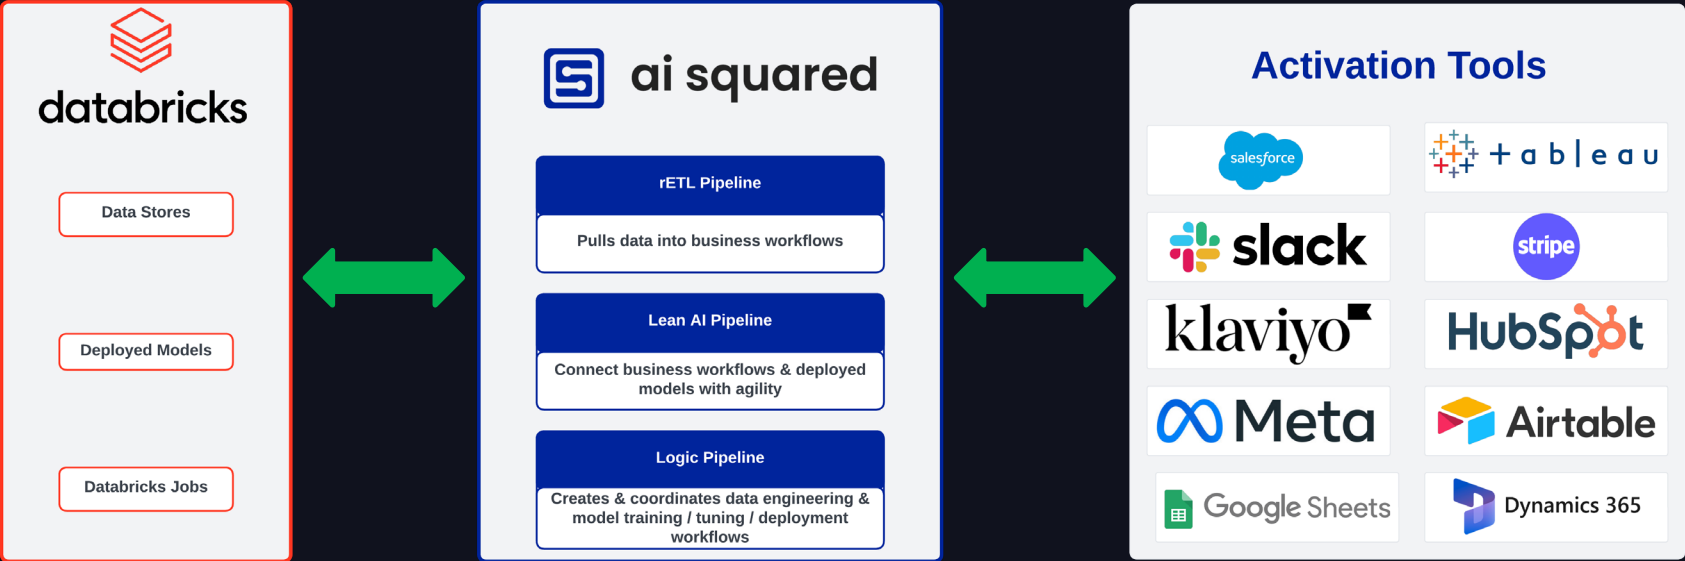 databricks
Data Stores
Deployed Models
Databricks Jobs
ai squared
rETL Pipeline
Pulls data into business workflows
Lean AI Pipeline
Connect business workflows & deployed
models with agility
Logic Pipeline
Creates & coordinates data engineering &
model training / tuning / deployment
workflows
Activation Tools
salesforce
+ableau
slack
stripe
klaviyo
HubSpot
Meta
Airtable
Google Sheets
Dynamics 365